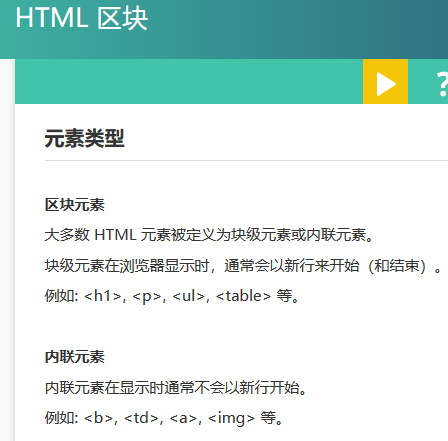 HTML 区块
?
元素类型
区块元素
大多数 HTML 元素被定义为块级元素或内联元素。
块级元素在浏览器显示时，通常会以新行来开始（和结束）。
例如: <h1>, <p>, <ul>, <table> 等。
内联元素
内联元素在显示时通常不会以新行开始。
例如: <b>, <td>, <a>, <img> 等。